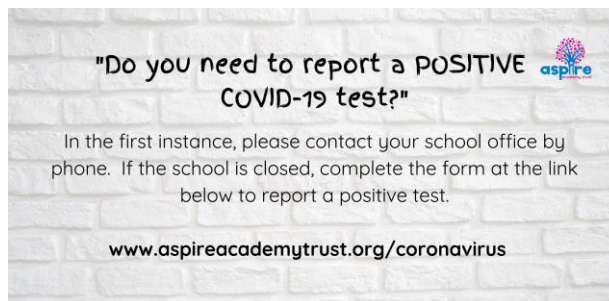 "Do you need to report a POSITIVE
COVID-19 test?"
aspire
academy trust
In the first instance, please contact your school office by
phone.  If the school is closed, complete the form at the link
below to report a positive test.
www.aspireacademytrust.org/coronavirus